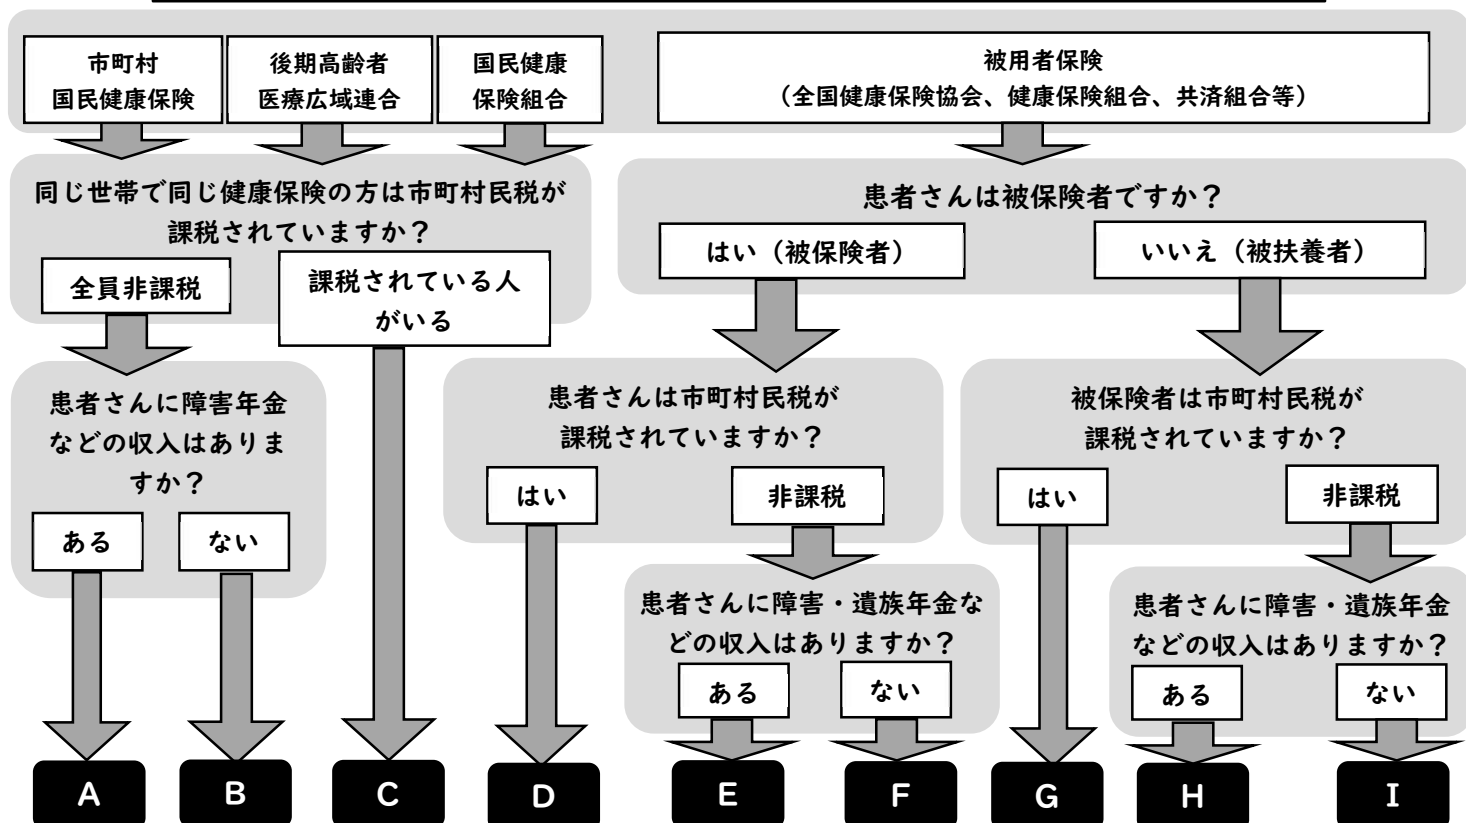 市町村
国民健康保険
後期高齢者
医療広域連合
国民健康
保険組合
被用者保険
（全国健康保険協会、健康保険組合、共済組合等）
同じ世帯で同じ健康保険の方は市町村民税が
課税されていますか？
全員非課税
課税されている人
がいる
患者さんは被保険者ですか？
はい（被保険者）
いいえ（被扶養者）
患者さんに障害年金
などの収入はありま
すか？
ある
ない
患者さんは市町村民税が
課税されていますか？
はい
非課税
被保険者は市町村民税が
課税されていますか？
はい
非課税
患者さんに障害・遺族年金な
どの収入はありますか？
ある
ない
患者さんに障害・遺族年金
などの収入はありますか？
ある
ない
A
B
C
D
E
F
G
H
I